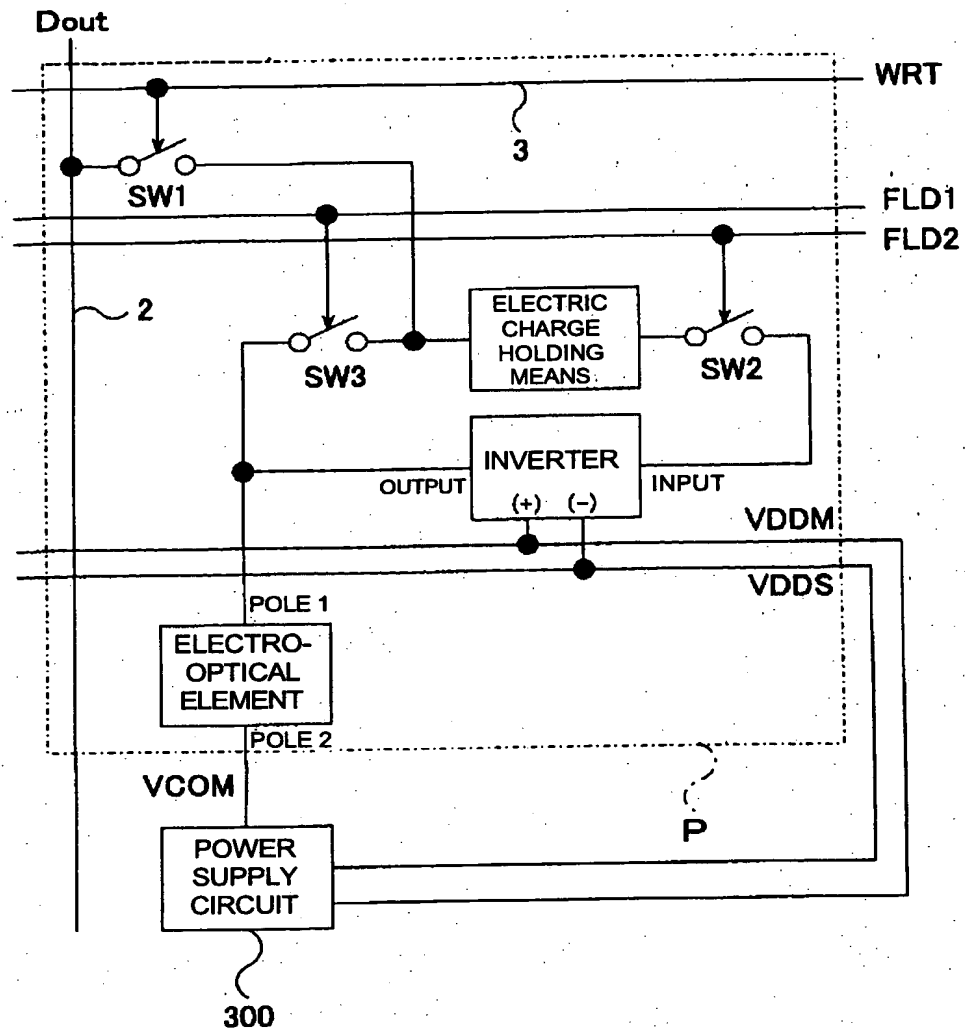 Dout
WRT
3
SW1
FLD1
FLD2
2
ELECTRIC
CHARGE
HOLDING
MEANS
SW3
SW2
INVERTER
OUTPUT
INPUT
(+) (−)
VDDM
VDDS
POLE 1
ELECTRO-
OPTICAL
ELEMENT
POLE 2
VCOM
P
POWER
SUPPLY
CIRCUIT
300